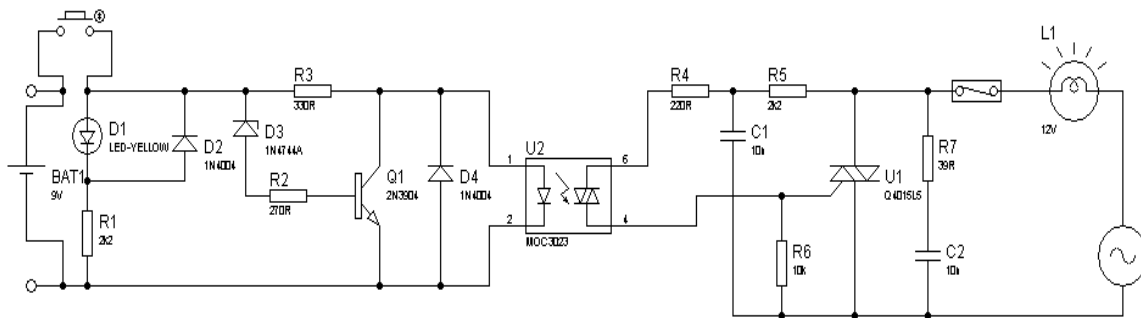 L1
12V
R3
330R
R4
220R
R5
2k2
D1
LED-YELLOW
D2
1N4004
D3
1N4744A
C1
10n
BAT1
9V
R2
270R
Q1
2N3904
D4
1N4004
U2
1
6
2
4
MOC3023
U1
Q4015L5
R7
39R
R1
2k2
R6
10k
C2
10n